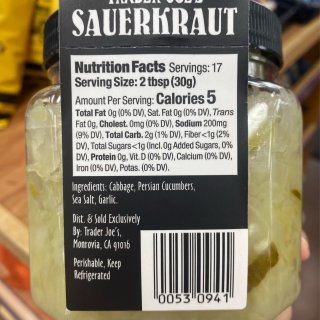 TRADER JOE'S
SAUERKRAUT
Nutrition Facts Servings: 17
Serving Size: 2 tbsp (30g)
Amount Per Serving: Calories 5
Total Fat 0g (0% DV), Sat. Fat 0g (0% DV), Trans
Fat 0g, Cholest. 0mg (0% DV), Sodium 200mg
(9% DV), Total Carb. 2g (1% DV), Fiber<1g (2%
DV), Total Sugars<1g (incl. 0g Added Sugars, 0%
DV), Protein 0g, Vit. D (0% DV), Calcium (0% DV),
Iron (0% DV), Potas. (0% DV).
Ingredients: Cabbage, Persian Cucumbers,
Sea Salt, Garlic.
Dist. & Sold Exclusively
By: Trader Joe's,
Monrovia, CA 91016
Perishable, Keep
Refrigerated
0053 0941